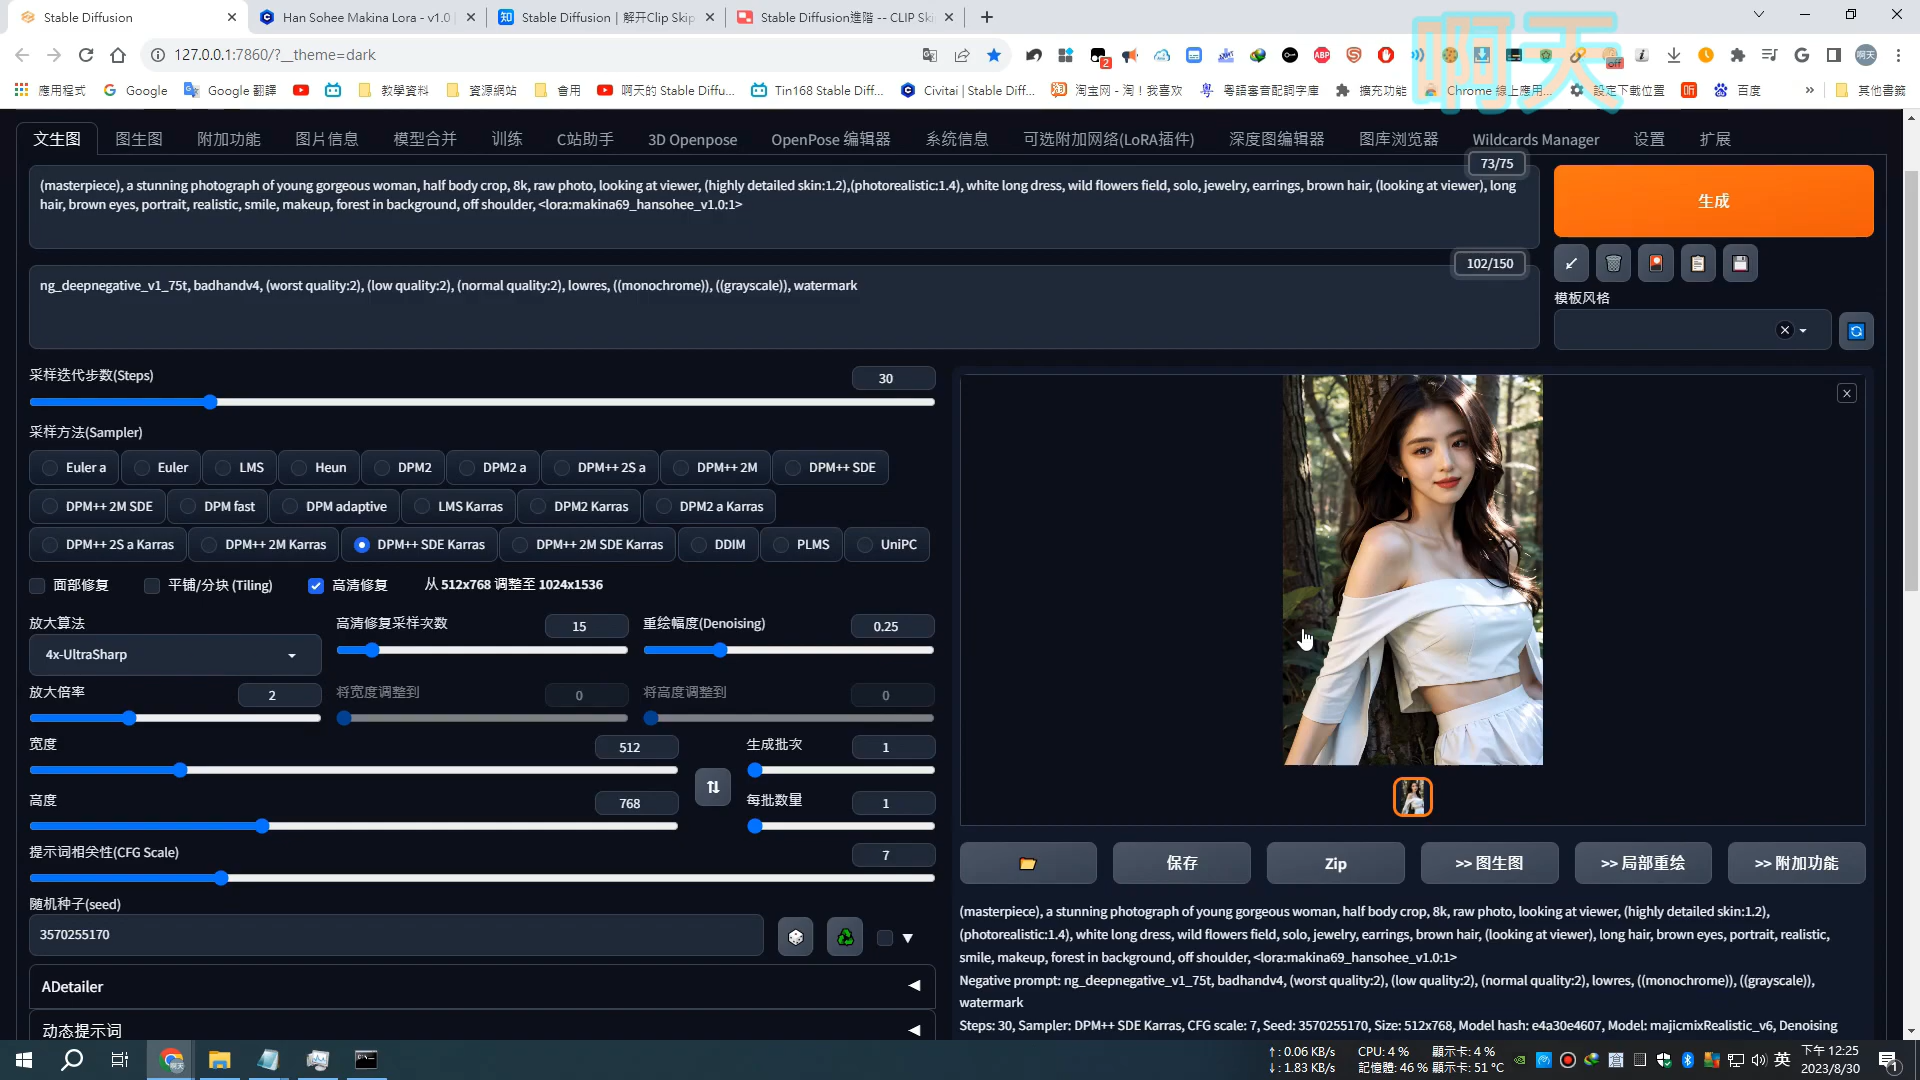 Stable Diffusion
Han Sohee Makina Lora - v1.0
Stable Diffusion | 解开Clip Skip
Stable Diffusion進階 -- CLIP Sk
127.0.0.1:7860/?__theme=dark
啊天
應用程式
Google
Google 翻譯
教學資料
資源網站
會用
啊天的 Stable Diffu...
Tin168 Stable Diff...
Civitai | Stable Diff...
淘宝网 - 淘！我喜欢
粵語審音配詞字庫
擴充功能
Chrome 線上應用...
設定下載位置
百度
»
其他書籤
文生图
图生图
附加功能
图片信息
模型合并
训练
C站助手
3D Openpose
OpenPose 编辑器
系统信息
可选附加网络(LoRA插件)
深度图编辑器
图库浏览器
Wildcards Manager
设置
扩展
73/75
(masterpiece), a stunning photograph of young gorgeous woman, half body crop, 8k, raw photo, looking at viewer, (highly detailed skin:1.2),(photorealistic:1.4), white long dress, wild flowers field, solo, jewelry, earrings, brown hair, (looking at viewer), long
hair, brown eyes, portrait, realistic, smile, makeup, forest in background, off shoulder, <lora:makina69_hansohee_v1.0:1>
生成
102/150
ng_deepnegative_v1_75t, badhandv4, (worst quality:2), (low quality:2), (normal quality:2), lowres, ((monochrome)), ((grayscale)), watermark
模板风格
采样迭代步数(Steps)
30
采样方法(Sampler)
Euler a
Euler
LMS
Heun
DPM2
DPM2 a
DPM++ 2S a
DPM++ 2M
DPM++ SDE
DPM++ 2M SDE
DPM fast
DPM adaptive
LMS Karras
DPM2 Karras
DPM2 a Karras
DPM++ 2S a Karras
DPM++ 2M Karras
DPM++ SDE Karras
DPM++ 2M SDE Karras
DDIM
PLMS
UniPC
面部修复
平铺/分块 (Tiling)
高清修复
从 512x768 调整至 1024x1536
放大算法
4x-UltraSharp
高清修复采样次数
15
重绘幅度(Denoising)
0.25
放大倍率
2
将宽度调整到
0
将高度调整到
0
宽度
512
生成批次
1
高度
768
每批数量
1
提示词相关性(CFG Scale)
7
随机种子(seed)
3570255170
ADetailer
动态提示词
保存
Zip
>> 图生图
>> 局部重绘
>> 附加功能
(masterpiece), a stunning photograph of young gorgeous woman, half body crop, 8k, raw photo, looking at viewer, (highly detailed skin:1.2),
(photorealistic:1.4), white long dress, wild flowers field, solo, jewelry, earrings, brown hair, (looking at viewer), long hair, brown eyes, portrait, realistic,
smile, makeup, forest in background, off shoulder, <lora:makina69_hansohee_v1.0:1>
Negative prompt: ng_deepnegative_v1_75t, badhandv4, (worst quality:2), (low quality:2), (normal quality:2), lowres, ((monochrome)), ((grayscale)),
watermark
Steps: 30, Sampler: DPM++ SDE Karras, CFG scale: 7, Seed: 3570255170, Size: 512x768, Model hash: e4a30e4607, Model: majicmixRealistic_v6, Denoising
↑: 0.06 KB/s
↓: 1.83 KB/s
CPU: 4 %
記憶體: 46 %
顯示卡: 4 %
顯示卡: 51 °C
英
下午 12:25
2023/8/30
1